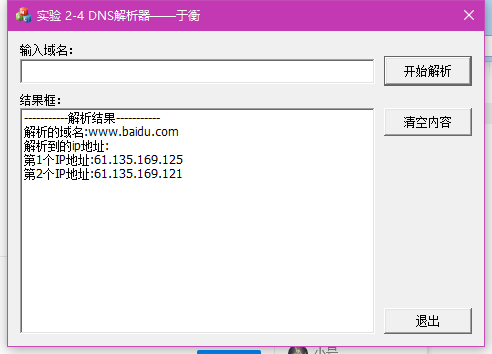 实验 2-4 DNS解析器——于衡
输入域名：
开始解析
结果框：
-----------解析结果-----------
解析的域名:www.baidu.com
解析到的ip地址:
第1个IP地址:61.135.169.125
第2个IP地址:61.135.169.121
清空内容
退出